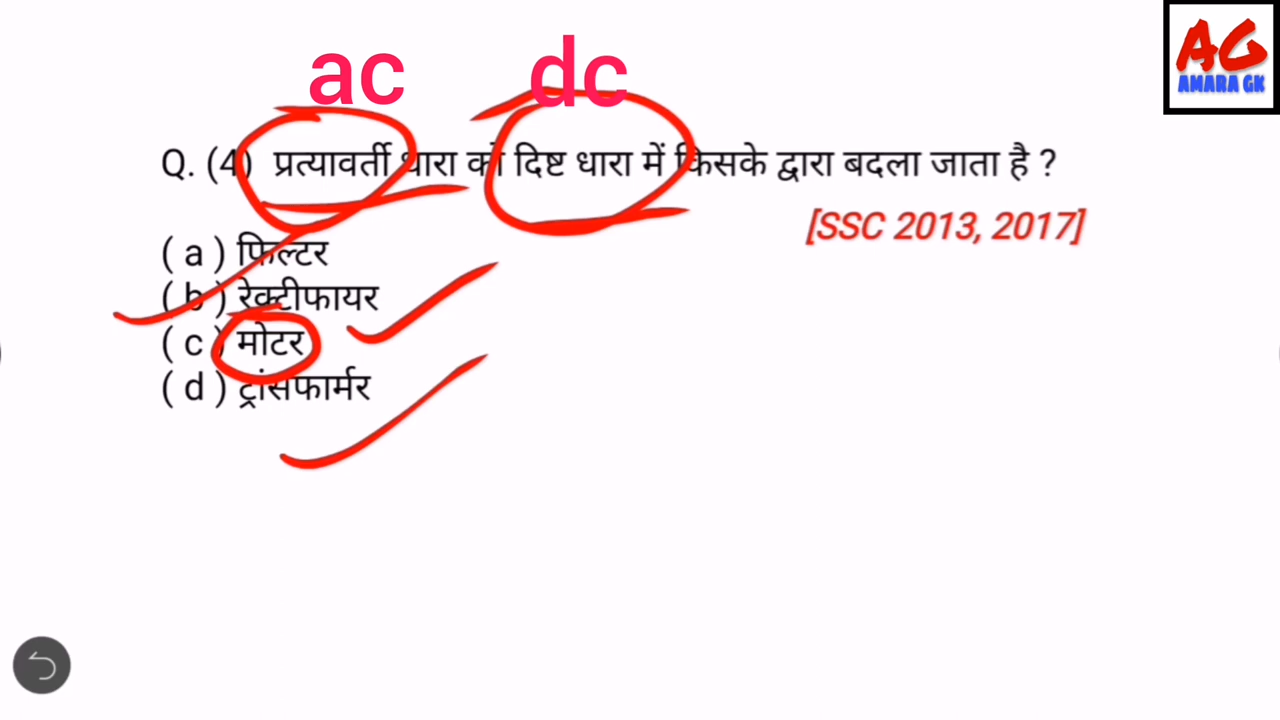 AG
AMARA GK
ac dc
Q. (4) प्रत्यावर्ती धारा को दिष्ट धारा में किसके द्वारा बदला जाता है ?
[SSC 2013, 2017]
( a ) फिल्टर
( b ) रेक्टीफायर
( c ) मोटर
( d ) ट्रांसफार्मर